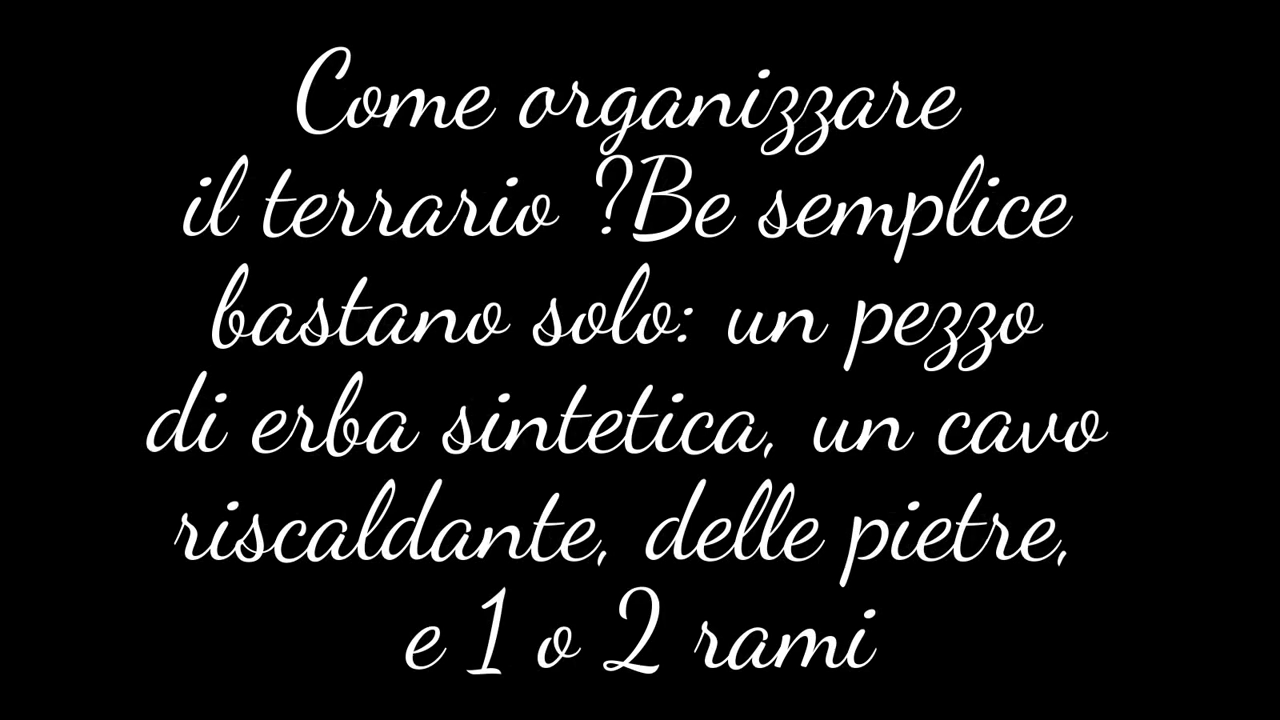 Come organizzare
il terrario ?Be semplice
bastano solo: un pezzo
di erba sintetica, un cavo
riscaldante, delle pietre,
e 1 o 2 rami